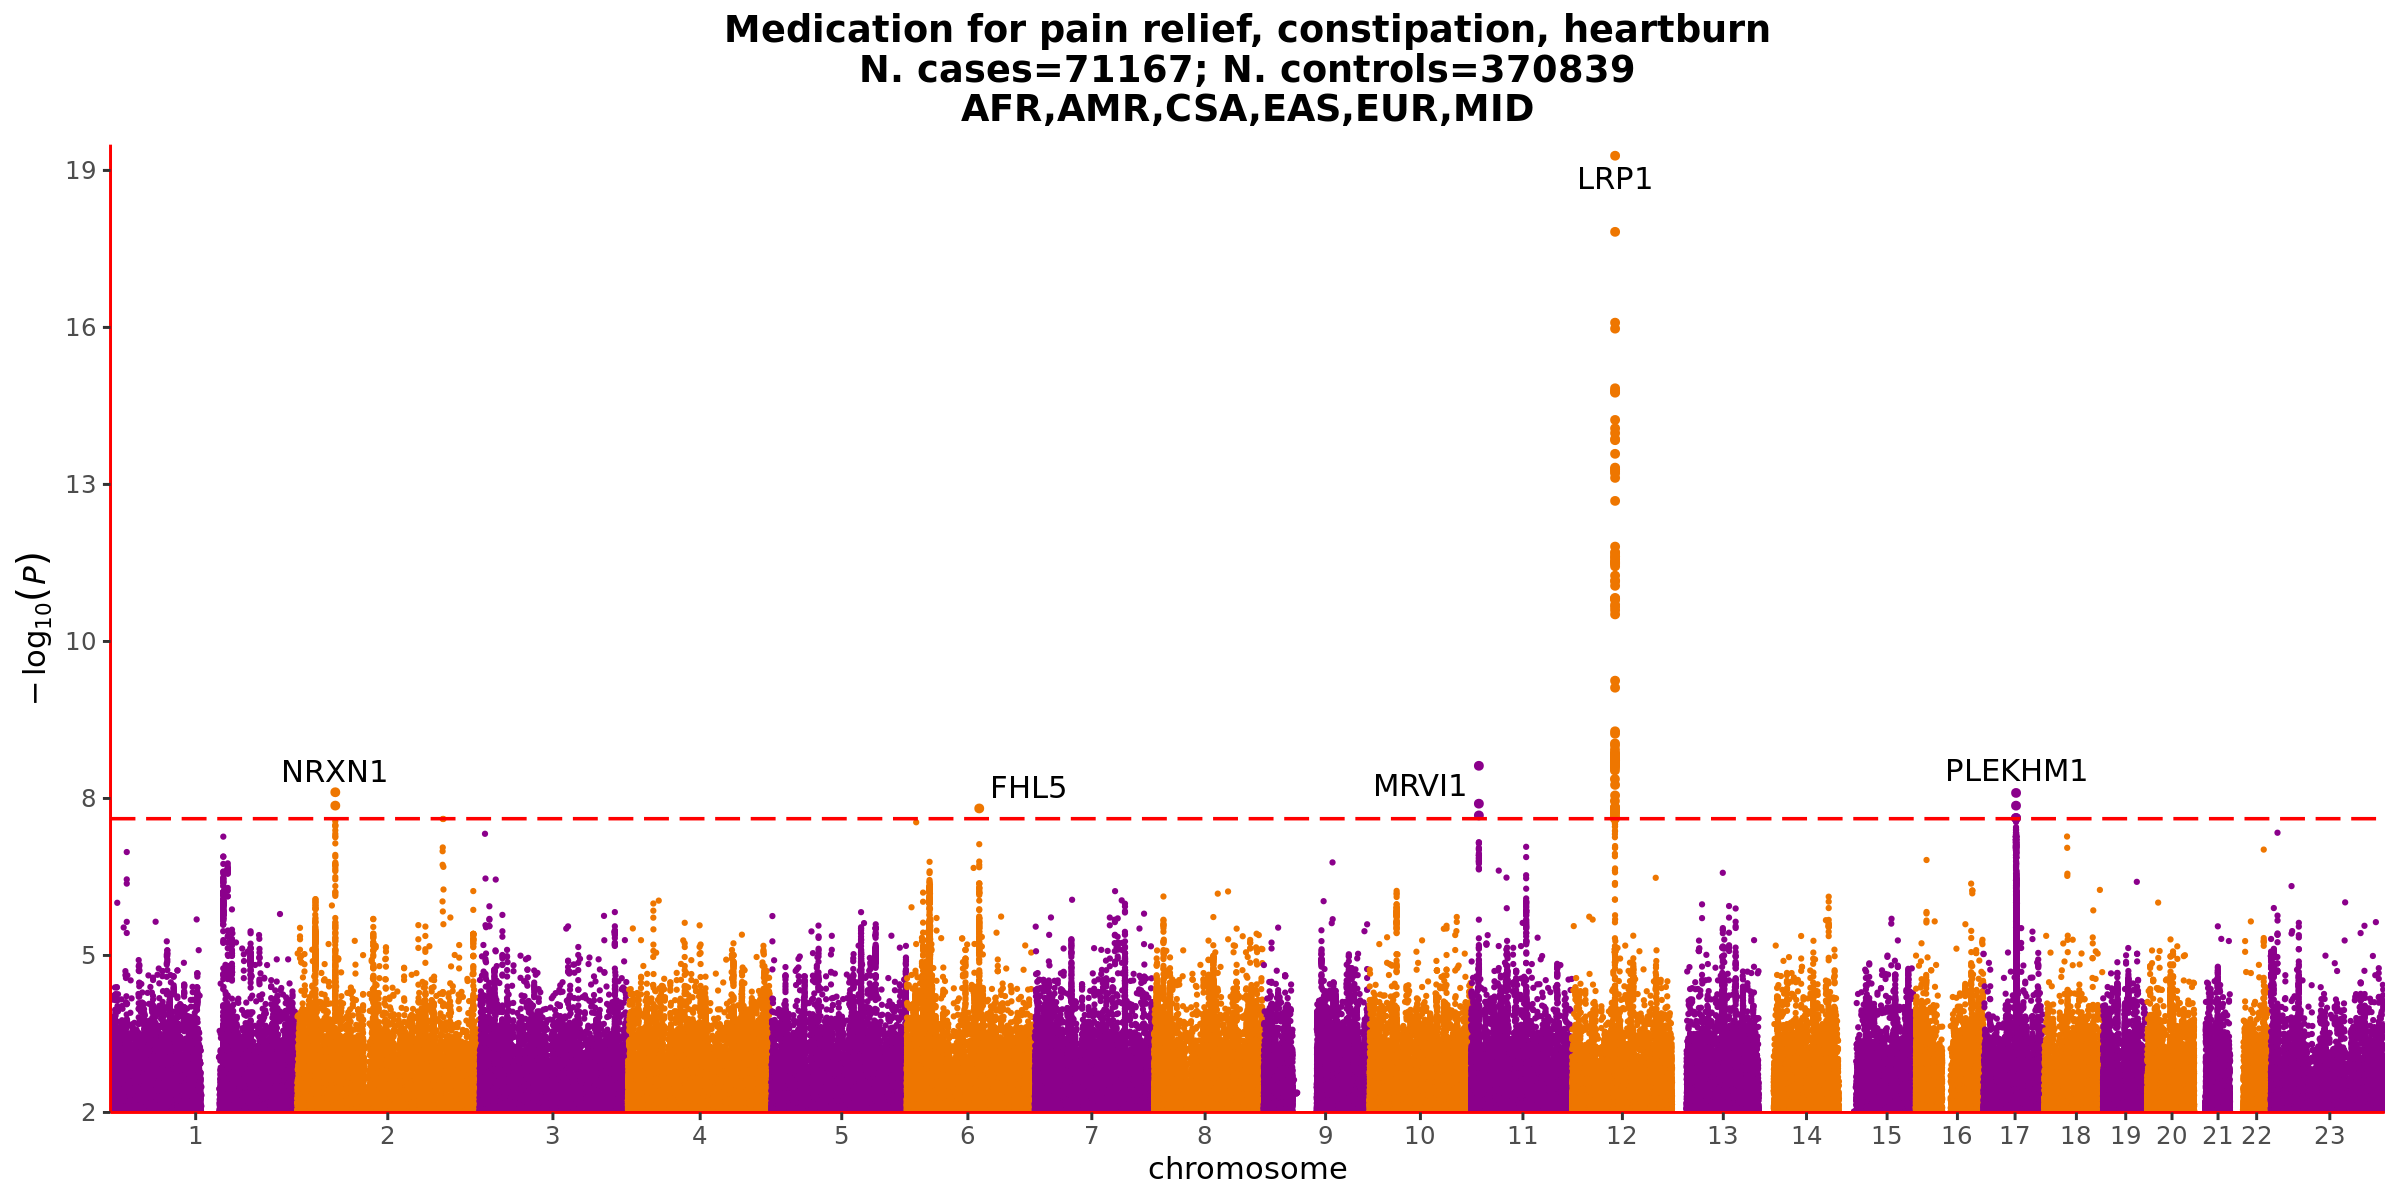 Medication for pain relief, constipation, heartburn
N. cases=71167; N. controls=370839
AFR,AMR,CSA,EAS,EUR,MID
19
LRP1
16
13
10
−log10(P)
NRXN1
FHL5
MRVI1
PLEKHM1
8
5
2
1 2 3 4 5 6 7 8 9 10 11 12 13 14 15 16 17 18 19 20 21 22 23
chromosome